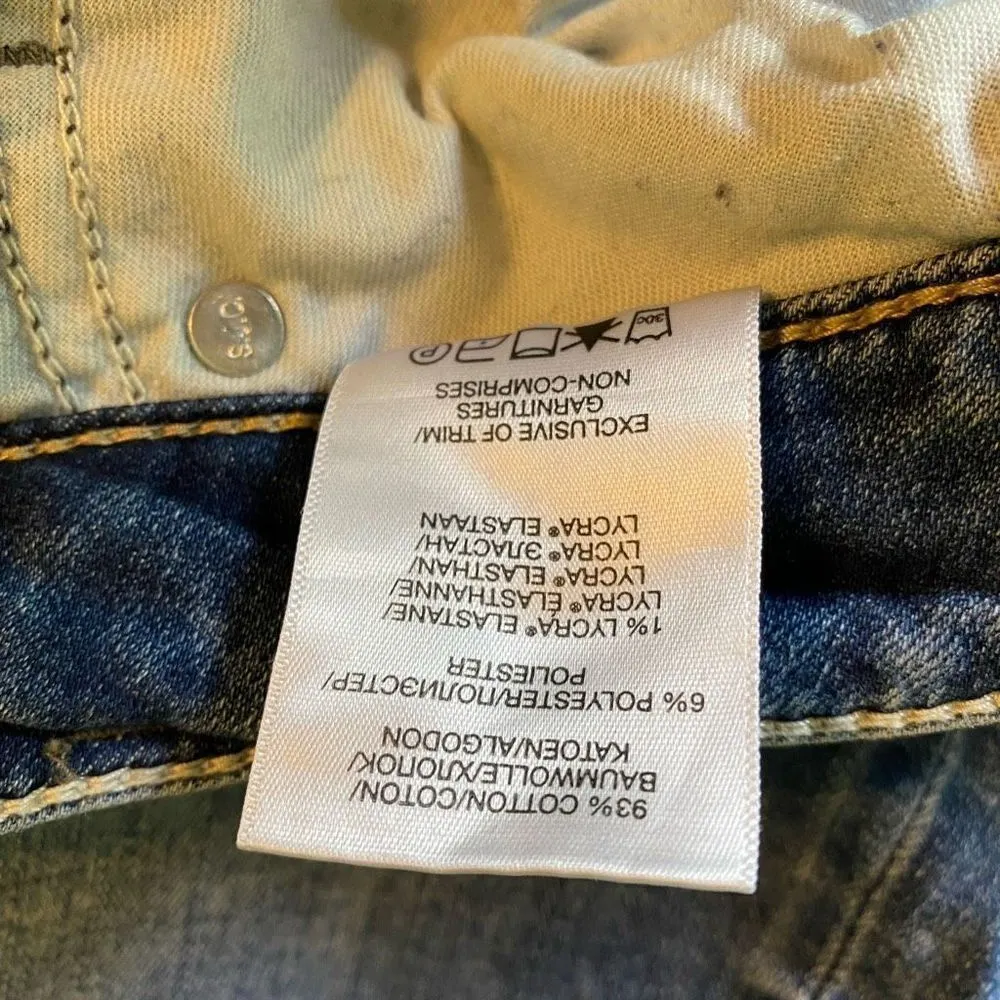 93% COTTON/COTON/
BAUMWOLLE/ХЛОПОК/
KATOEN/ALGODON
6% POLYESTER/ПОЛИЭСТЕР/
POLIESTER
1% LYCRA® ELASTANE/
LYCRA® ÉLASTHANNE/
LYCRA® ELASTHAN/
LYCRA® ЭЛАСТАН/
LYCRA® ELASTAAN
EXCLUSIVE OF TRIM/
GARNITURES
NON-COMPRISES
30c
P